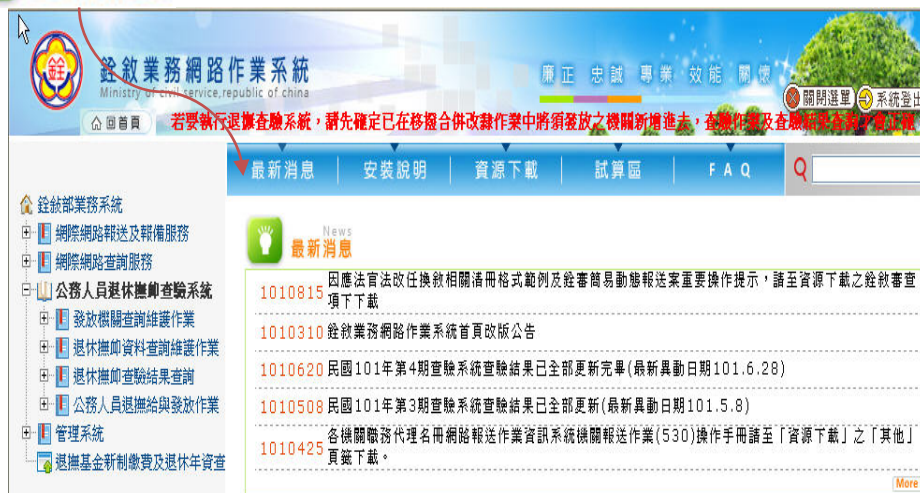 銓
銓敘業務網路作業系統
Ministry of civil service,republic of china
廉正 忠誠 專業 效能 關懷
回首頁
關閉選單 系統登出
若要執行退撫查驗系統，請先確定已在移撥合併改隸作業中將須發放之機關新增進去，查驗作業及查驗結果查詢才會正確
最新消息 | 安裝說明 | 資源下載 | 試算區 | FAQ
銓敍部業務系統
網際網路報送及報備服務
網際網路查詢服務
公務人員退休撫卹查驗系統
發放機關查詢維護作業
退休撫卹資料查詢維護作業
退休撫卹查驗結果查詢
公務人員退撫給與發放作業
管理系統
退撫基金新制繳費及退休年資查
News
最新消息
1010815 因應法官法改任換敘相關清冊格式範例及銓審簡易動態報送案重要操作提示，請至資源下載之銓敘審查
項下下載
1010310 銓敘業務網路作業系統首頁改版公告
1010620 民國101年第4期查驗系統查驗結果已全部更新完畢(最新異動日期101.6.28)
1010508 民國101年第3期查驗系統查驗結果已全部更新(最新異動日期101.5.8)
1010425 各機關職務代理名冊網路報送作業資訊系統機關報送作業(530)操作手冊請至「資源下載」之「其他」
頁籤下載。
More